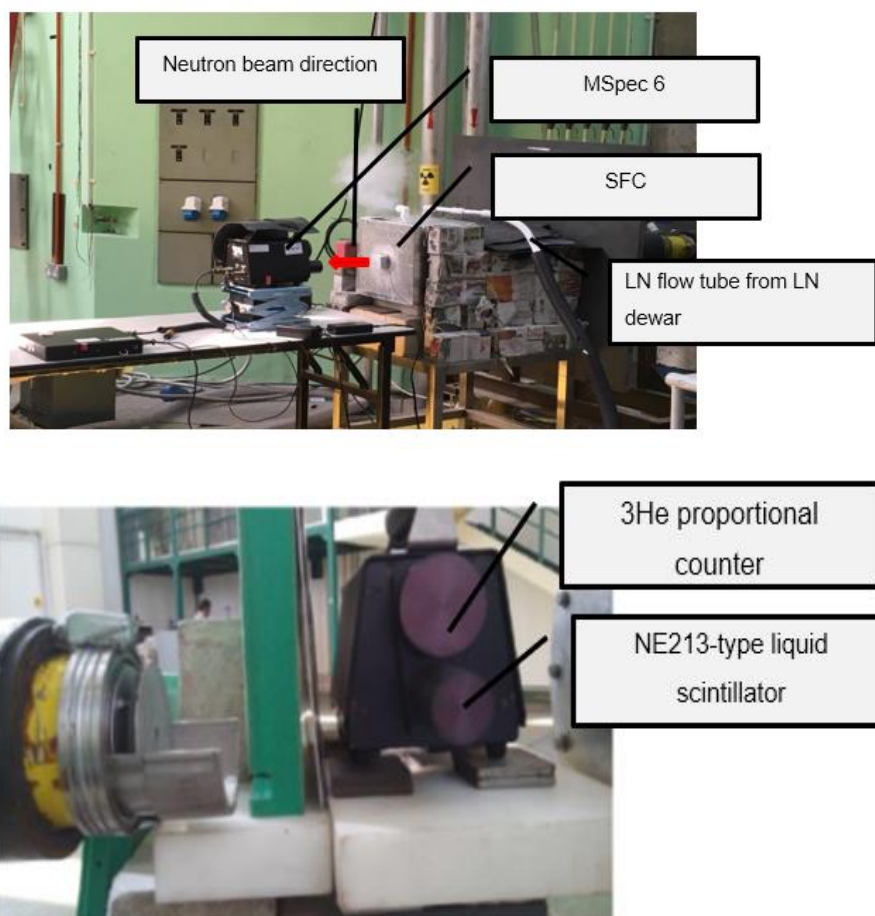 Neutron beam direction
MSpec 6
SFC
LN flow tube from LN
dewar
3He proportional
counter
NE213-type liquid
scintillator